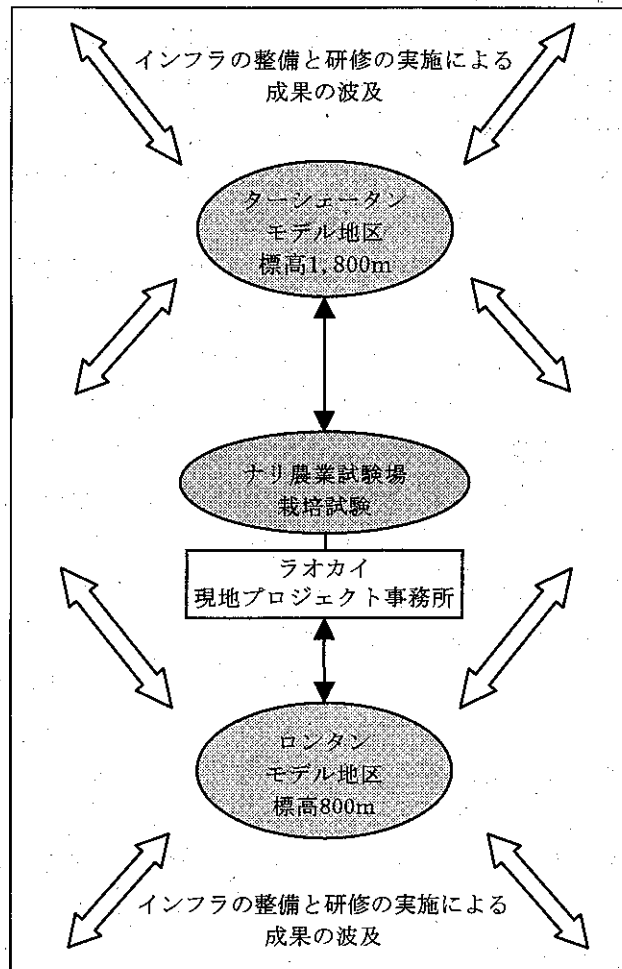 インフラの整備と研修の実施による
成果の波及
ターシェータン
モデル地区
標高1,800m
ナリ農業試験場
栽培試験
ラオカイ
現地プロジェクト事務所
ロンタン
モデル地区
標高800m
インフラの整備と研修の実施による
成果の波及